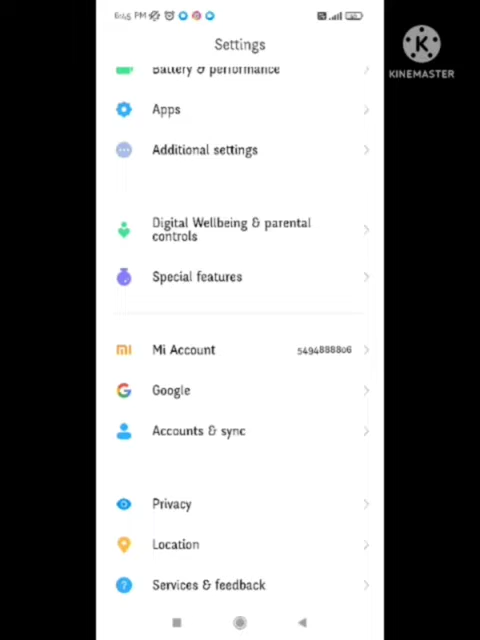 6:45 PM
Settings
KINEMASTER
Battery & performance
Apps
Additional settings
Digital Wellbeing & parental
controls
Special features
Mi Account 5494888806
Google
Accounts & sync
Privacy
Location
Services & feedback